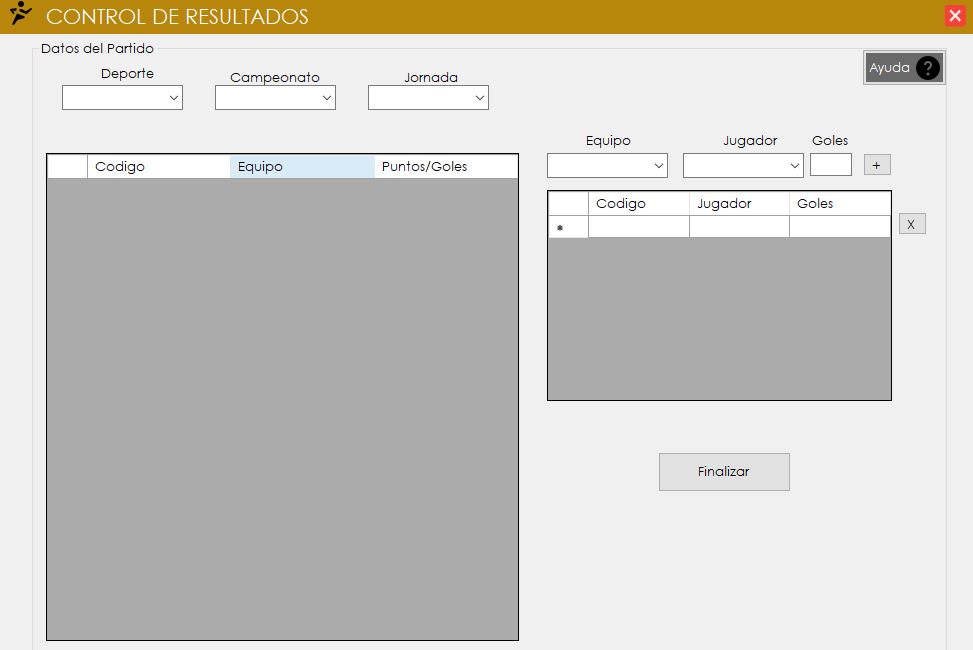 CONTROL DE RESULTADOS
Datos del Partido
Deporte
Campeonato
Jornada
Ayuda ?
Equipo
Jugador
Goles
+
Codigo
Equipo
Puntos/Goles
Codigo
Jugador
Goles
X
Finalizar